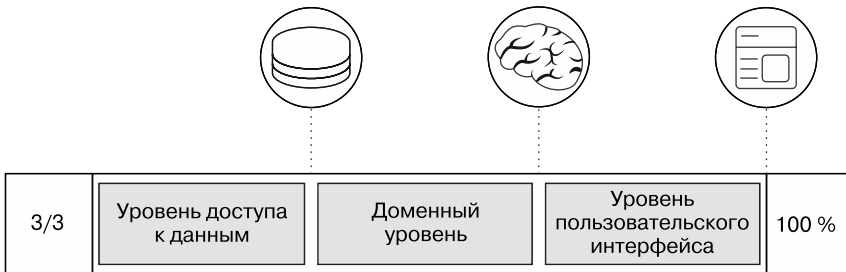 3/3
Уровень доступа
к данным
Доменный
уровень
Уровень
пользовательского
интерфейса
100 %